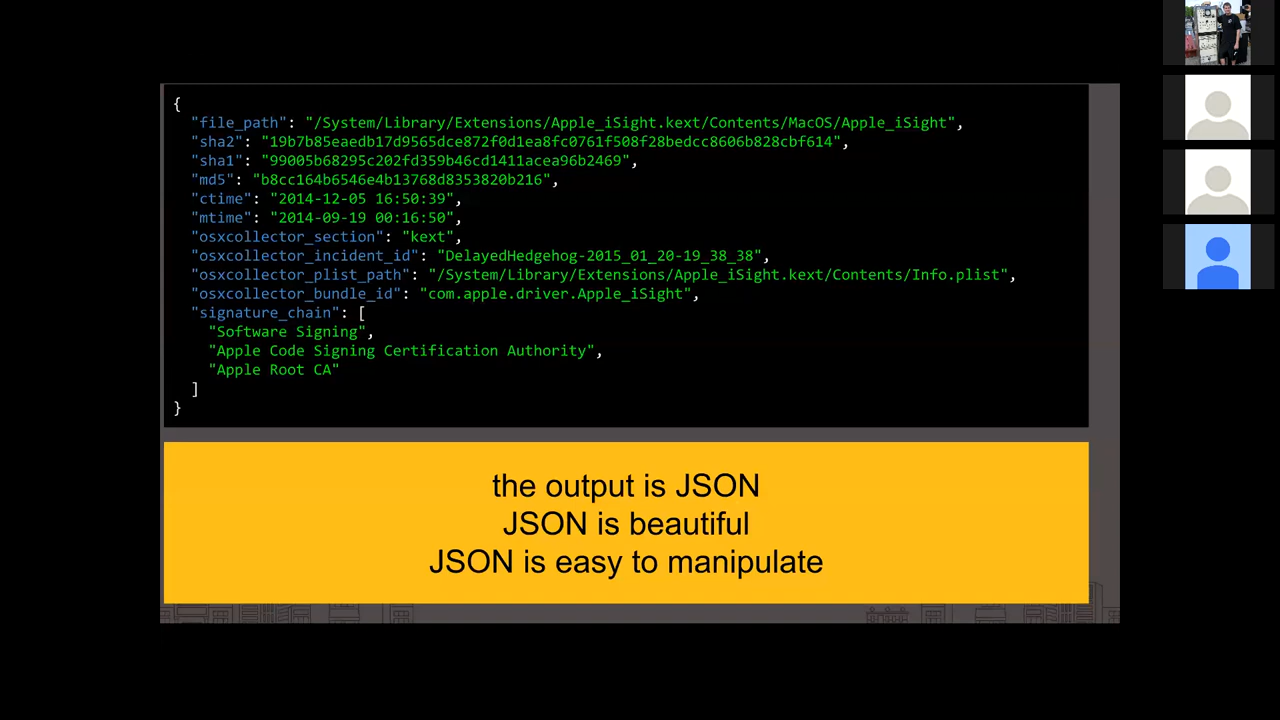 {
"file_path": "/System/Library/Extensions/Apple_iSight.kext/Contents/MacOS/Apple_iSight",
"sha2": "19b7b85eaedb17d9565dce872f0d1ea8fc0761f508f28bedcc8606b828cbf614",
"sha1": "99005b68295c202fd359b46cd1411acea96b2469",
"md5": "b8cc164b6546e4b13768d8353820b216",
"ctime": "2014-12-05 16:50:39",
"mtime": "2014-09-19 00:16:50",
"osxcollector_section": "kext",
"osxcollector_incident_id": "DelayedHedgehog-2015_01_20-19_38_38",
"osxcollector_plist_path": "/System/Library/Extensions/Apple_iSight.kext/Contents/Info.plist",
"osxcollector_bundle_id": "com.apple.driver.Apple_iSight",
"signature_chain": [
"Software Signing",
"Apple Code Signing Certification Authority",
"Apple Root CA"
]
}
the output is JSON
JSON is beautiful
JSON is easy to manipulate